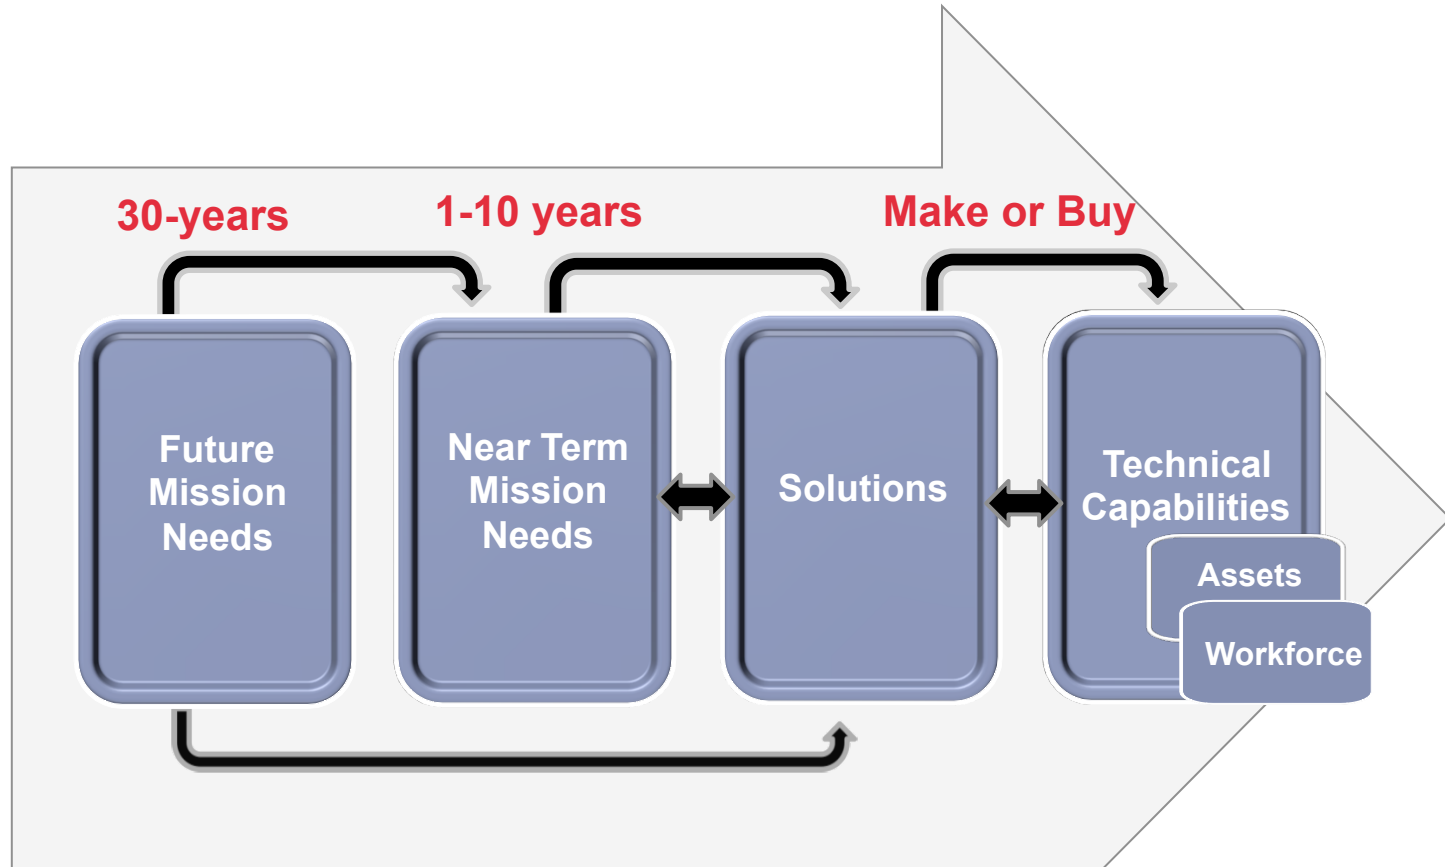 30-years
1-10 years
Make or Buy
Future
Mission
Needs
Near Term
Mission
Needs
Solutions
Technical
Capabilities
Assets
Workforce